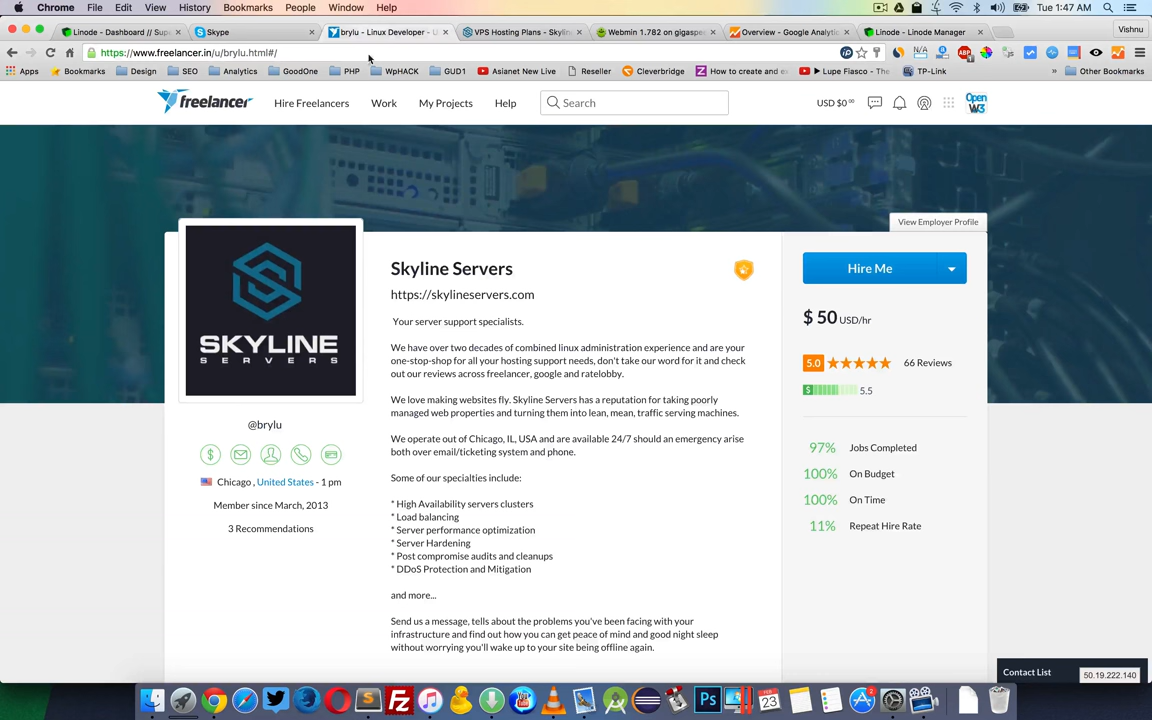 Chrome File Edit View History Bookmarks People Window Help Tue 1:47 AM
Linode - Dashboard // Sup Skype brylu - Linux Developer - Li VPS Hosting Plans - Skylin Webmin 1.782 on gigaspe Overview - Google Analytic Linode - Linode Manager Vishnu
https://www.freelancer.in/u/brylu.html#/
Apps Bookmarks Design SEO Analytics GoodOne PHP WpHACK GUD1 Asianet New Live Reseller Cleverbridge How to create and e Lupe Fiasco - The TP-Link » Other Bookmarks
freelancer Hire Freelancers Work My Projects Help Search USD $0.00 Open W3
View Employer Profile
SKYLINE
SERVERS
@brylu
Chicago , United States - 1 pm
Member since March, 2013
3 Recommendations
Skyline Servers
https://skylineservers.com
Your server support specialists.
We have over two decades of combined linux administration experience and are your
one-stop-shop for all your hosting support needs, don't take our word for it and check
out our reviews across freelancer, google and ratelobby.
We love making websites fly. Skyline Servers has a reputation for taking poorly
managed web properties and turning them into lean, mean, traffic serving machines.
We operate out of Chicago, IL, USA and are available 24/7 should an emergency arise
both over email/ticketing system and phone.
Some of our specialties include:
* High Availability servers clusters
* Load balancing
* Server performance optimization
* Server Hardening
* Post compromise audits and cleanups
* DDoS Protection and Mitigation
and more...
Send us a message, tells about the problems you've been facing with your
infrastructure and find out how you can get peace of mind and good night sleep
without worrying you'll wake up to your site being offline again.
Hire Me
$ 50 USD/hr
5.0 66 Reviews
$ 5.5
97% Jobs Completed
100% On Budget
100% On Time
11% Repeat Hire Rate
Contact List
50.19.222.140